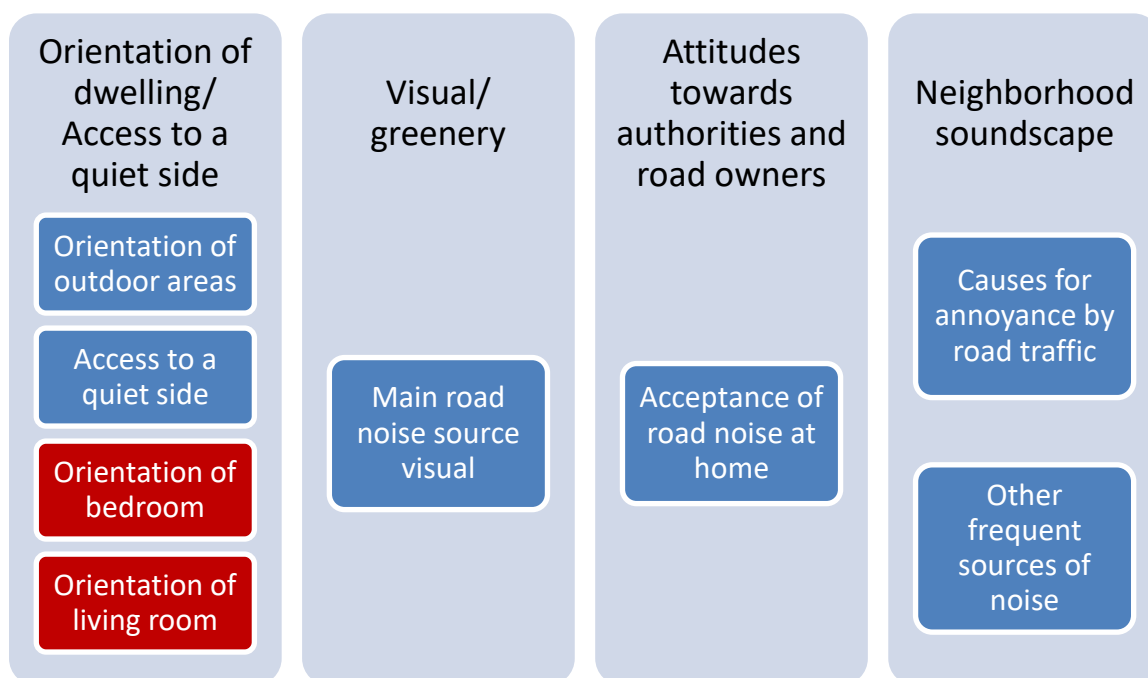 Orientation of
dwelling/
Access to a
quiet side
Orientation of
outdoor areas
Access to a
quiet side
Orientation of
bedroom
Orientation of
living room
Visual/
greenery
Main road
noise source
visual
Attitudes
towards
authorities and
road owners
Acceptance of
road noise at
home
Neighborhood
soundscape
Causes for
annoyance by
road traffic
Other
frequent
sources of
noise